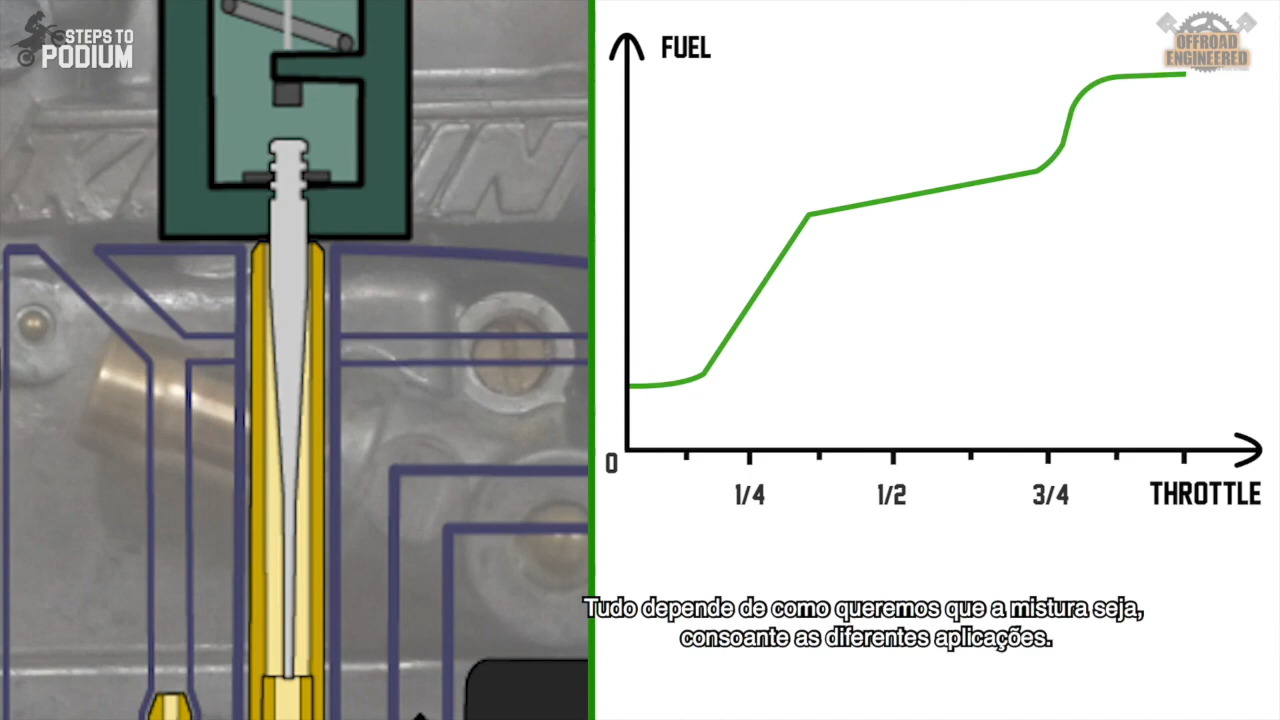 STEPS TO
PODIUM
FUEL
OFFROAD
ENGINEERED
0
1/4
1/2
3/4
THROTTLE
Tudo depende de como queremos que a mistura seja,
consoante as diferentes aplicações.